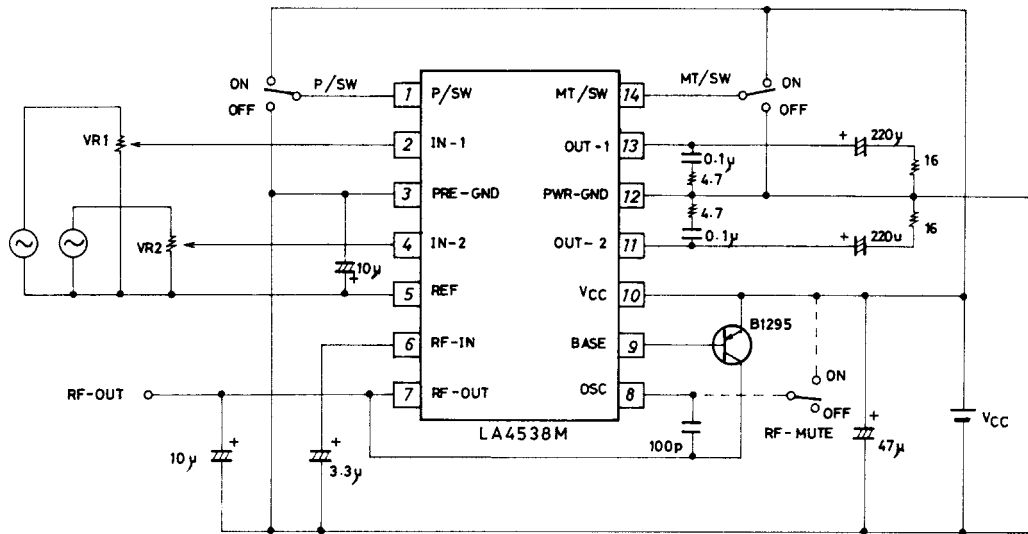 ON
P/SW
OFF
VR1
VR2
10μ
+
RF-OUT
10μ
+
3.3μ
+
1 P/SW
2 IN-1
3 PRE-GND
4 IN-2
5 REF
6 RF-IN
7 RF-OUT
MT/SW 14
OUT-1 13
PWR-GND 12
OUT-2 11
VCC 10
BASE 9
OSC 8
LA4538M
MT/SW
ON
OFF
0.1μ
4.7
4.7
0.1μ
+
220μ
16
16
+
220u
B1295
ON
OFF
RF-MUTE
100p
+
47μ
VCC